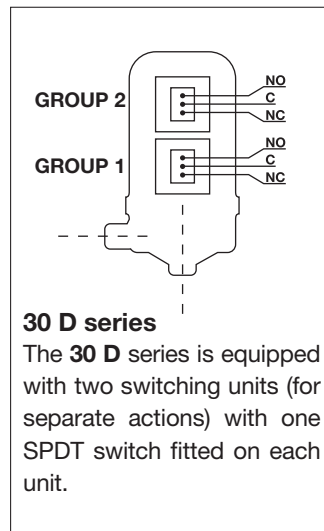 GROUP 2
NO
C
NC
GROUP 1
NO
C
NC
30 D series
The 30 D series is equipped
with two switching units (for
separate actions) with one
SPDT switch fitted on each
unit.